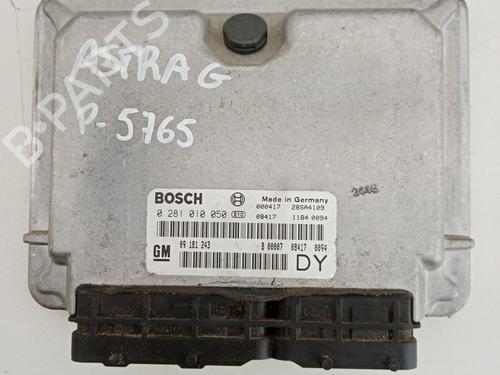 ASTRA G
P-5765
B-PARTS
BOSCH
Made in Germany
000417 28SA4109
0 281 010 050 010
08417 1184 0094
GM
09 181 243
B 00007 08417 0094
DY